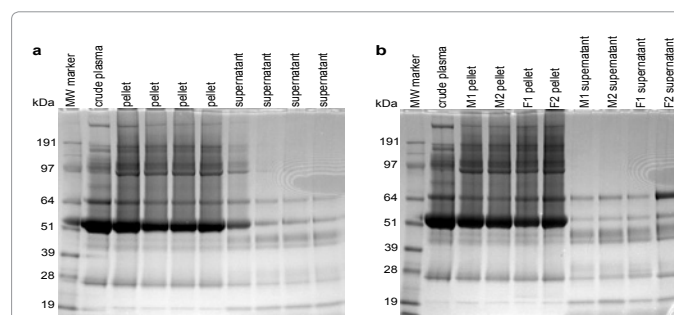 a
MW marker
crude plasma
pellet
pellet
pellet
pellet
supernatant
supernatant
supernatant
supernatant
kDa
191
97
64
51
39
28
19
b
MW marker
crude plasma
M1 pellet
M2 pellet
F1 pellet
F2 pellet
M1 supernatant
M2 supernatant
F1 supernatant
F2 supernatant
kDa
191
97
64
51
39
28
19